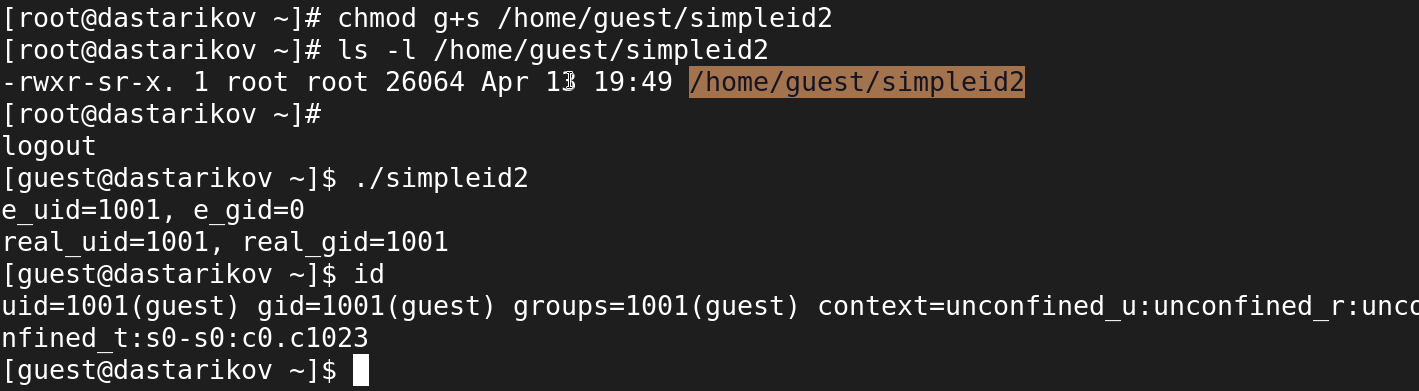 [root@dastarikov ~]# chmod g+s /home/guest/simpleid2
[root@dastarikov ~]# ls -l /home/guest/simpleid2
-rwxr-sr-x. 1 root root 26064 Apr 13 19:49 /home/guest/simpleid2
[root@dastarikov ~]#
logout
[guest@dastarikov ~]$ ./simpleid2
e_uid=1001, e_gid=0
real_uid=1001, real_gid=1001
[guest@dastarikov ~]$ id
uid=1001(guest) gid=1001(guest) groups=1001(guest) context=unconfined_u:unconfined_r:unco
nfined_t:s0-s0:c0.c1023
[guest@dastarikov ~]$